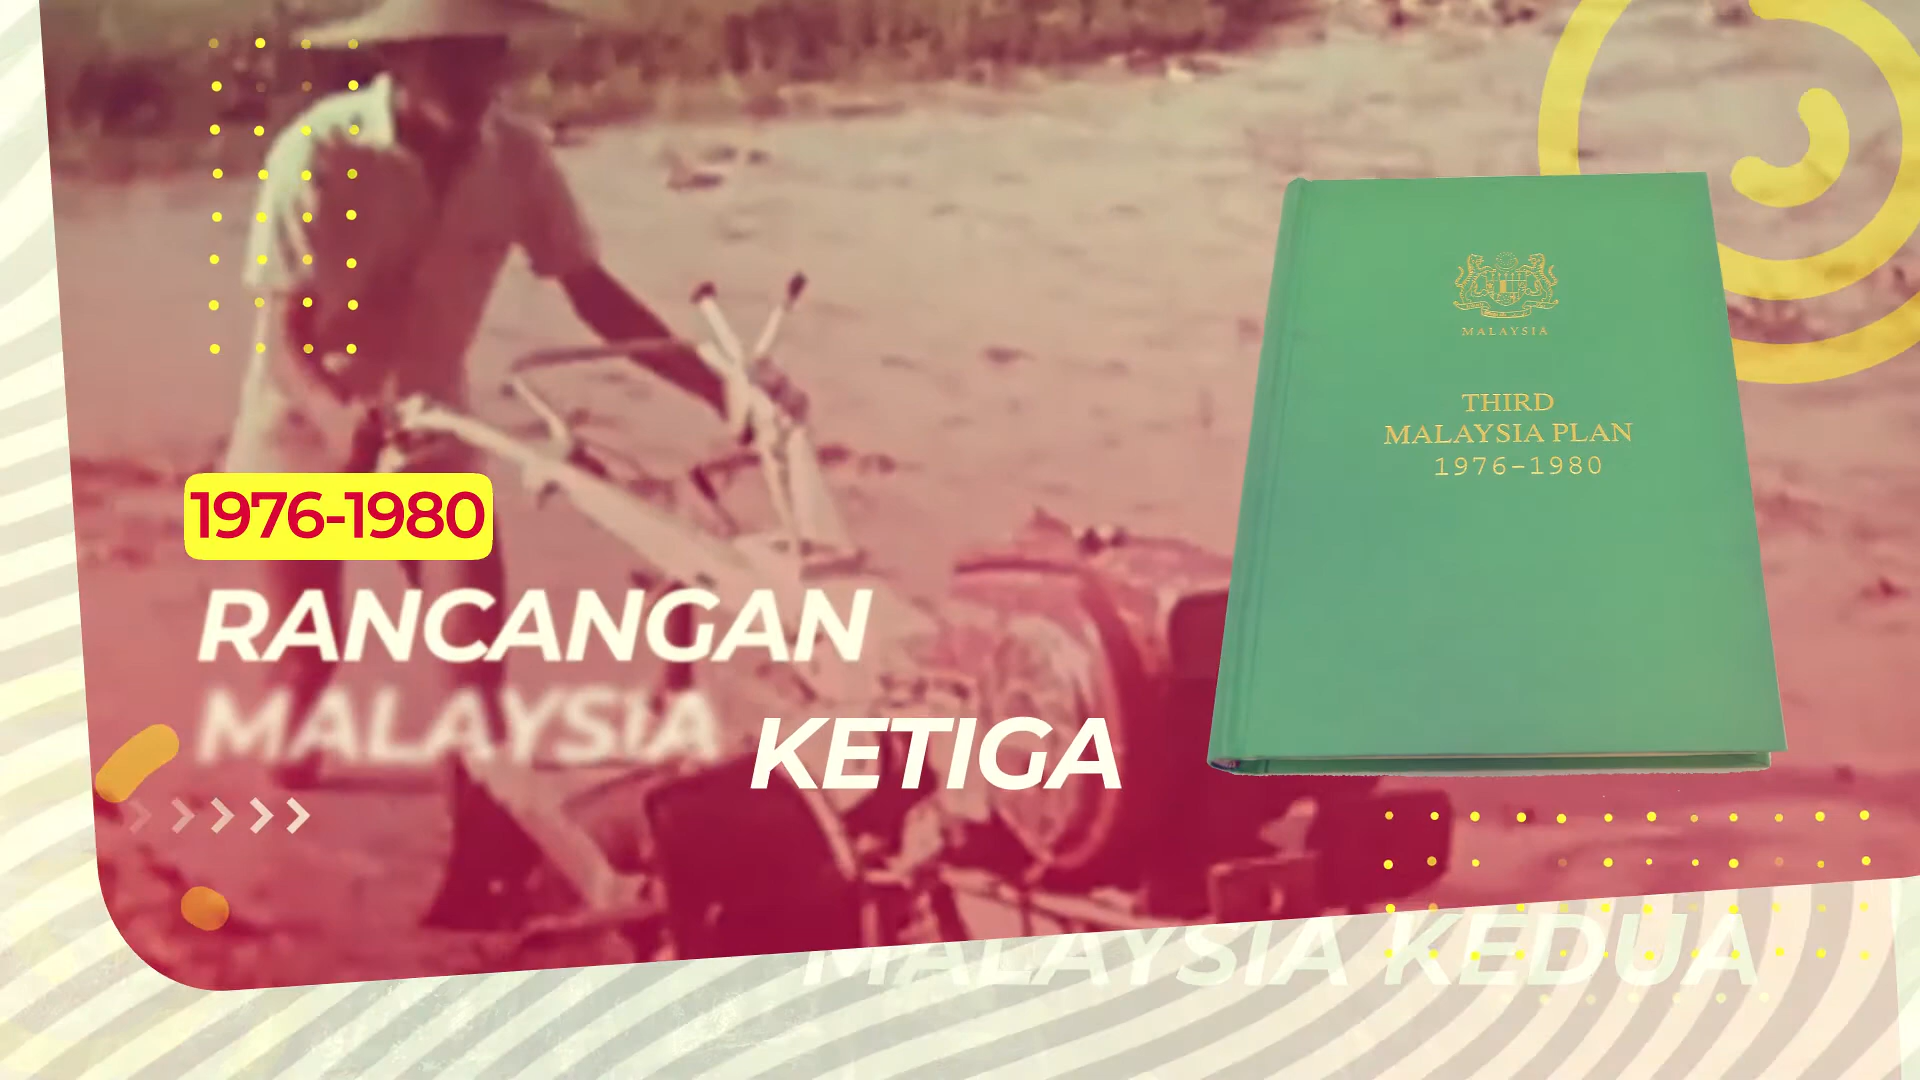 MALAYSIA
THIRD
MALAYSIA PLAN
1976-1980
1976-1980
RANCANGAN
MALAYSIA KETIGA
MALAYSIA KEDUA